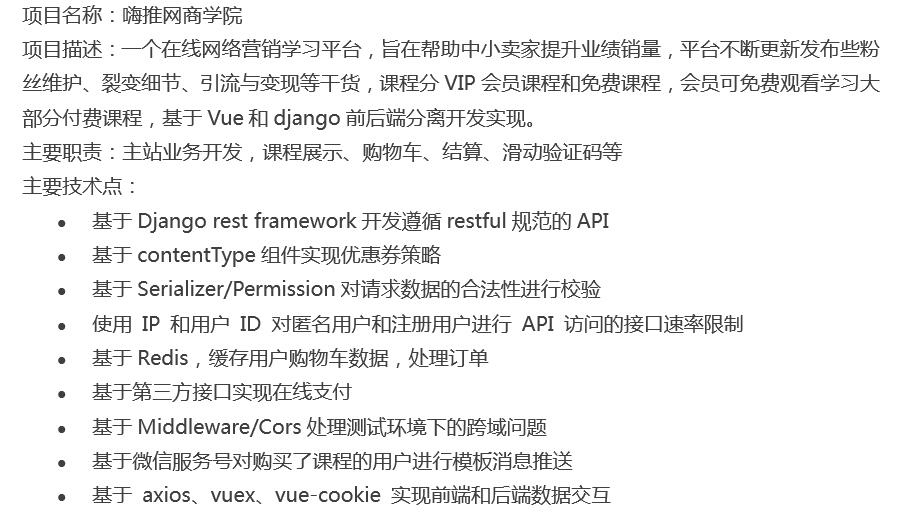 项目名称：嗨推网商学院
项目描述：一个在线网络营销学习平台，旨在帮助中小卖家提升业绩销量，平台不断更新发布些粉
丝维护、裂变细节、引流与变现等干货，课程分 VIP 会员课程和免费课程，会员可免费观看学习大
部分付费课程，基于 Vue 和 django 前后端分离开发实现。
主要职责：主站业务开发，课程展示、购物车、结算、滑动验证码等
主要技术点：
• 基于 Django rest framework 开发遵循 restful 规范的 API
• 基于 contentType 组件实现优惠券策略
• 基于 Serializer/Permission 对请求数据的合法性进行校验
• 使用 IP 和用户 ID 对匿名用户和注册用户进行 API 访问的接口速率限制
• 基于 Redis，缓存用户购物车数据，处理订单
• 基于第三方接口实现在线支付
• 基于 Middleware/Cors 处理测试环境下的跨域问题
• 基于微信服务号对购买了课程的用户进行模板消息推送
• 基于 axios、vuex、vue-cookie 实现前端和后端数据交互